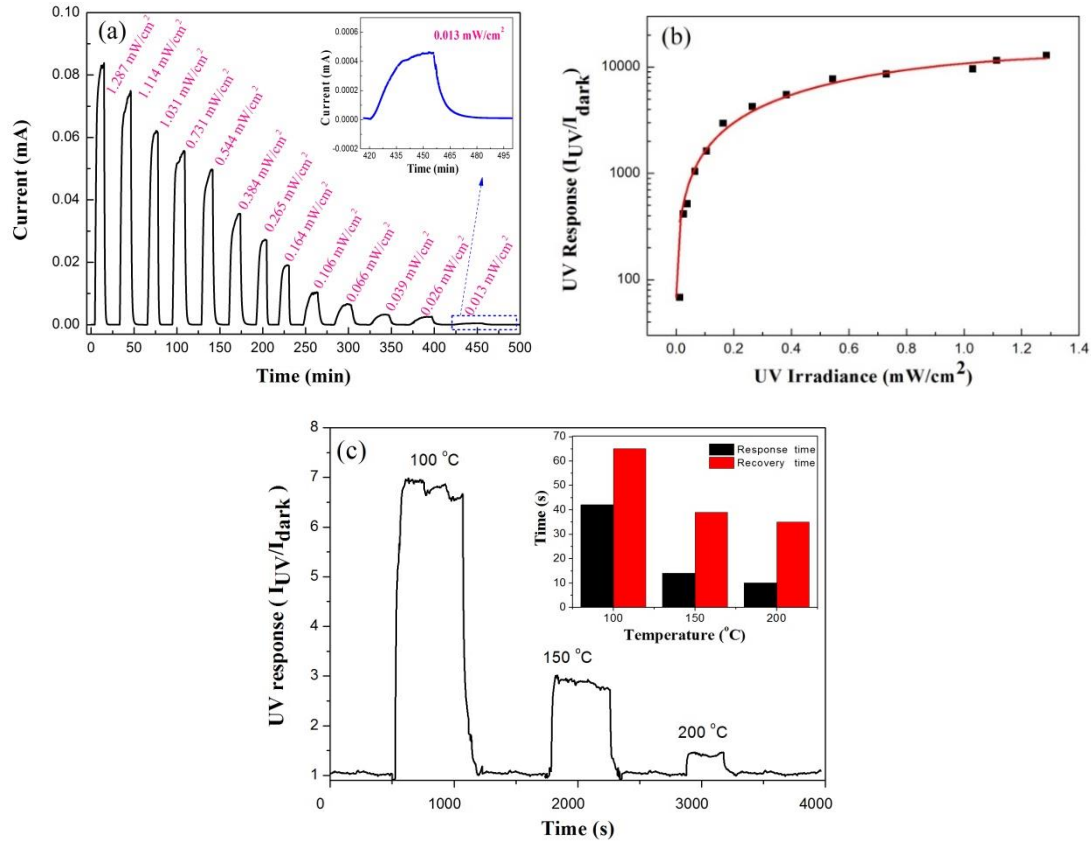 (a)
0.10
0.08
0.06
0.04
0.02
0.00
Current (mA)
0
50
100
150
200
250
300
350
400
450
500
Time (min)
1.287 mW/cm²
1.114 mW/cm²
1.031 mW/cm²
0.731 mW/cm²
0.544 mW/cm²
0.384 mW/cm²
0.265 mW/cm²
0.164 mW/cm²
0.106 mW/cm²
0.066 mW/cm²
0.039 mW/cm²
0.026 mW/cm²
0.013 mW/cm²
0.013 mW/cm²
0.0006
0.0004
0.0002
0.0000
-0.0002
Current (mA)
420
435
450
465
480
495
Time (min)
(b)
10000
1000
100
UV Response (I_UV/I_dark)
0.0
0.2
0.4
0.6
0.8
1.0
1.2
1.4
UV Irradiance (mW/cm²)
(c)
8
7
6
5
4
3
2
1
UV response ( I_UV/I_dark)
0
1000
2000
3000
4000
Time (s)
100 °C
150 °C
200 °C
70
60
50
40
30
20
10
0
Time (s)
Response time
Recovery time
100
150
200
Temperature (°C)